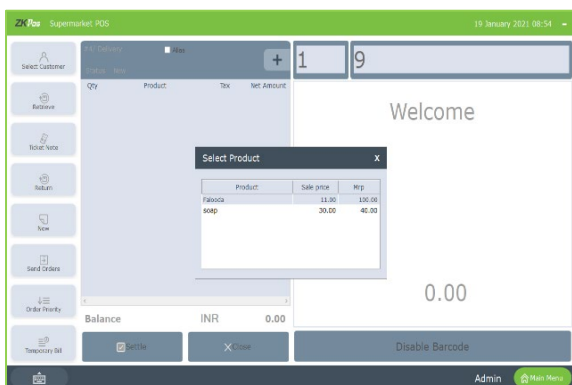 ZKPos Supermarket POS
19 January 2021 08:54
Select Customer
Alias
+
1
9
Status New
Qty Product Tax Net Amount
Retrieve
Ticket Note
Return
New
Send Orders
Order Priority
Temporary Bill
Welcome
Select Product X
Product Sale price Mrp
Falooda 11.00 100.00
soap 30.00 40.00
0.00
Balance INR 0.00
Settle
Close
Disable Barcode
Admin
Main Menu